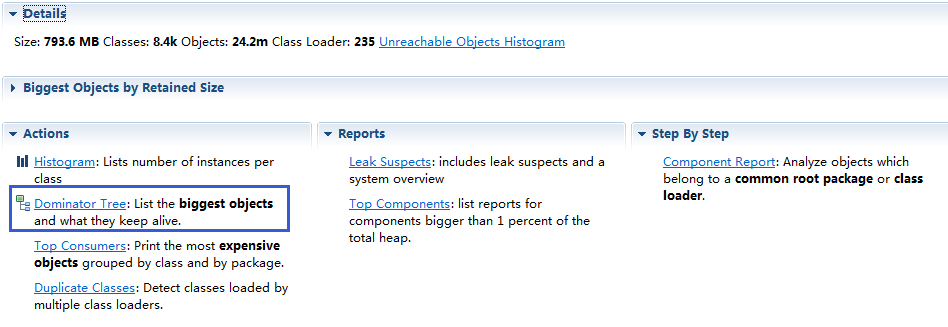 Details
Size: 793.6 MB Classes: 8.4k Objects: 24.2m Class Loader: 235 Unreachable Objects Histogram
Biggest Objects by Retained Size
Actions
Histogram: Lists number of instances per
class
Dominator Tree: List the biggest objects
and what they keep alive.
Top Consumers: Print the most expensive
objects grouped by class and by package.
Duplicate Classes: Detect classes loaded by
multiple class loaders.
Reports
Leak Suspects: includes leak suspects and a
system overview
Top Components: list reports for
components bigger than 1 percent of the
total heap.
Step By Step
Component Report: Analyze objects which
belong to a common root package or class
loader.